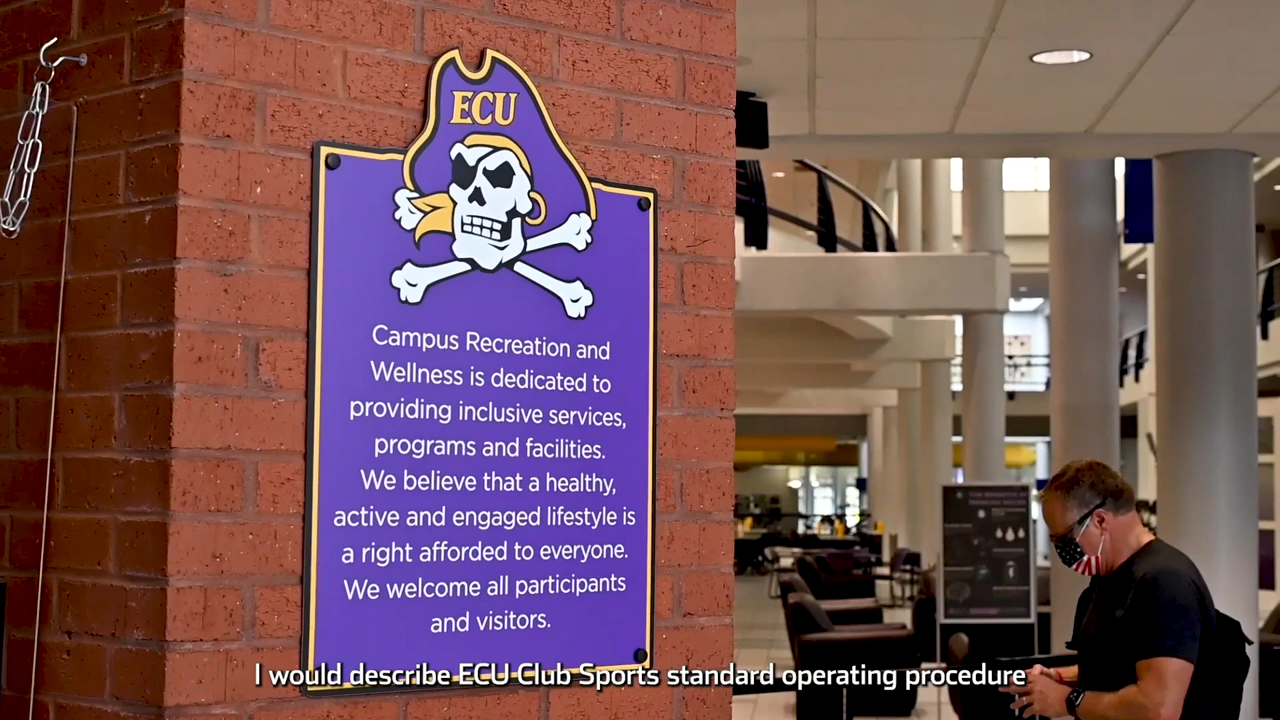 ECU
Campus Recreation and
Wellness is dedicated to
providing inclusive services,
programs and facilities.
We believe that a healthy,
active and engaged lifestyle is
a right afforded to everyone.
We welcome all participants
and visitors.
I would describe ECU Club Sports standard operating procedure